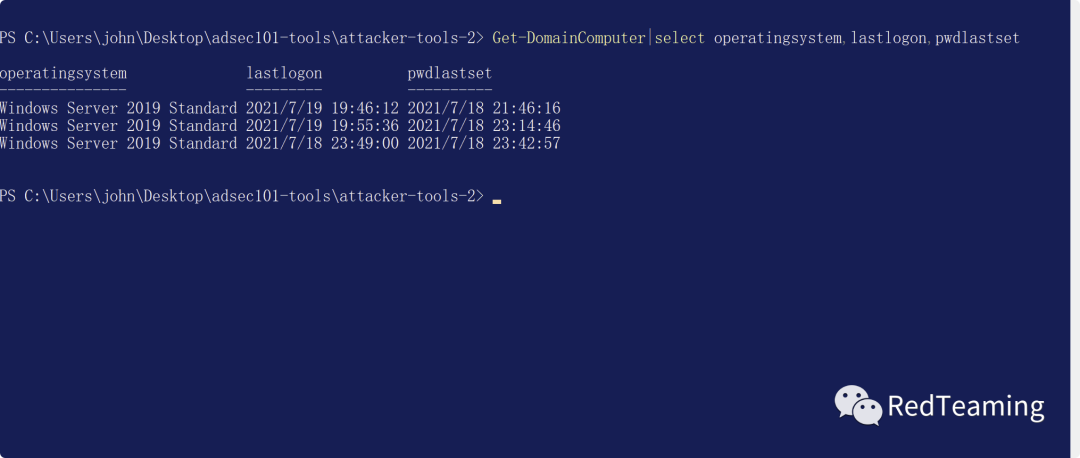 PS C:\Users\john\Desktop\adsec101-tools\attacker-tools-2> Get-DomainComputer|select operatingsystem,lastlogon,pwdlastset
operatingsystem lastlogon pwdlastset
--------------- --------- ----------
Windows Server 2019 Standard 2021/7/19 19:46:12 2021/7/18 21:46:16
Windows Server 2019 Standard 2021/7/19 19:55:36 2021/7/18 23:14:46
Windows Server 2019 Standard 2021/7/18 23:49:00 2021/7/18 23:42:57
PS C:\Users\john\Desktop\adsec101-tools\attacker-tools-2>
RedTeaming